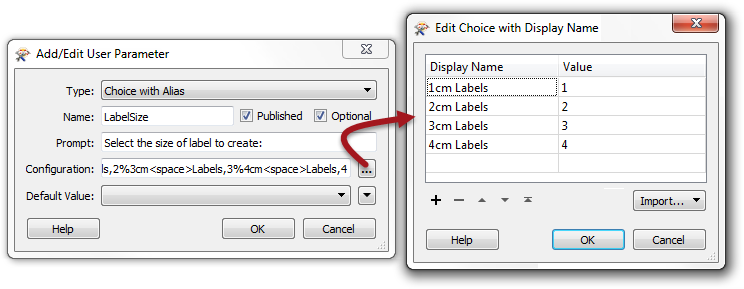 Add/Edit User Parameter
Type: Choice with Alias
Name: LabelSize Published Optional
Prompt: Select the size of label to create:
Configuration: ls,2%3cm<space>Labels,3%4cm<space>Labels,4 ...
Default Value:
Help OK Cancel
Edit Choice with Display Name
Display Name Value
1cm Labels 1
2cm Labels 2
3cm Labels 3
4cm Labels 4
Import...
Help OK Cancel